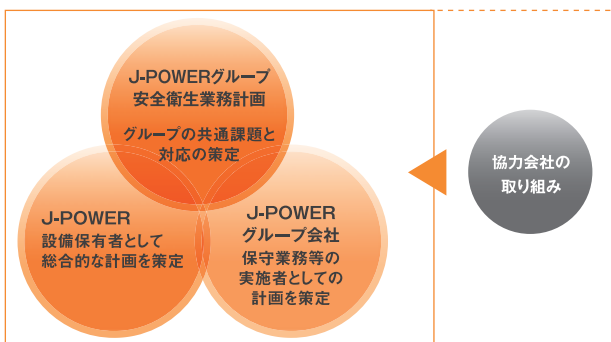 J-POWERグループ
安全衛生業務計画
グループの共通課題と
対応の策定
J-POWER
設備保有者として
総合的な計画を策定
J-POWER
グループ会社
保守業務等の
実施者としての
計画を策定
協力会社の
取り組み